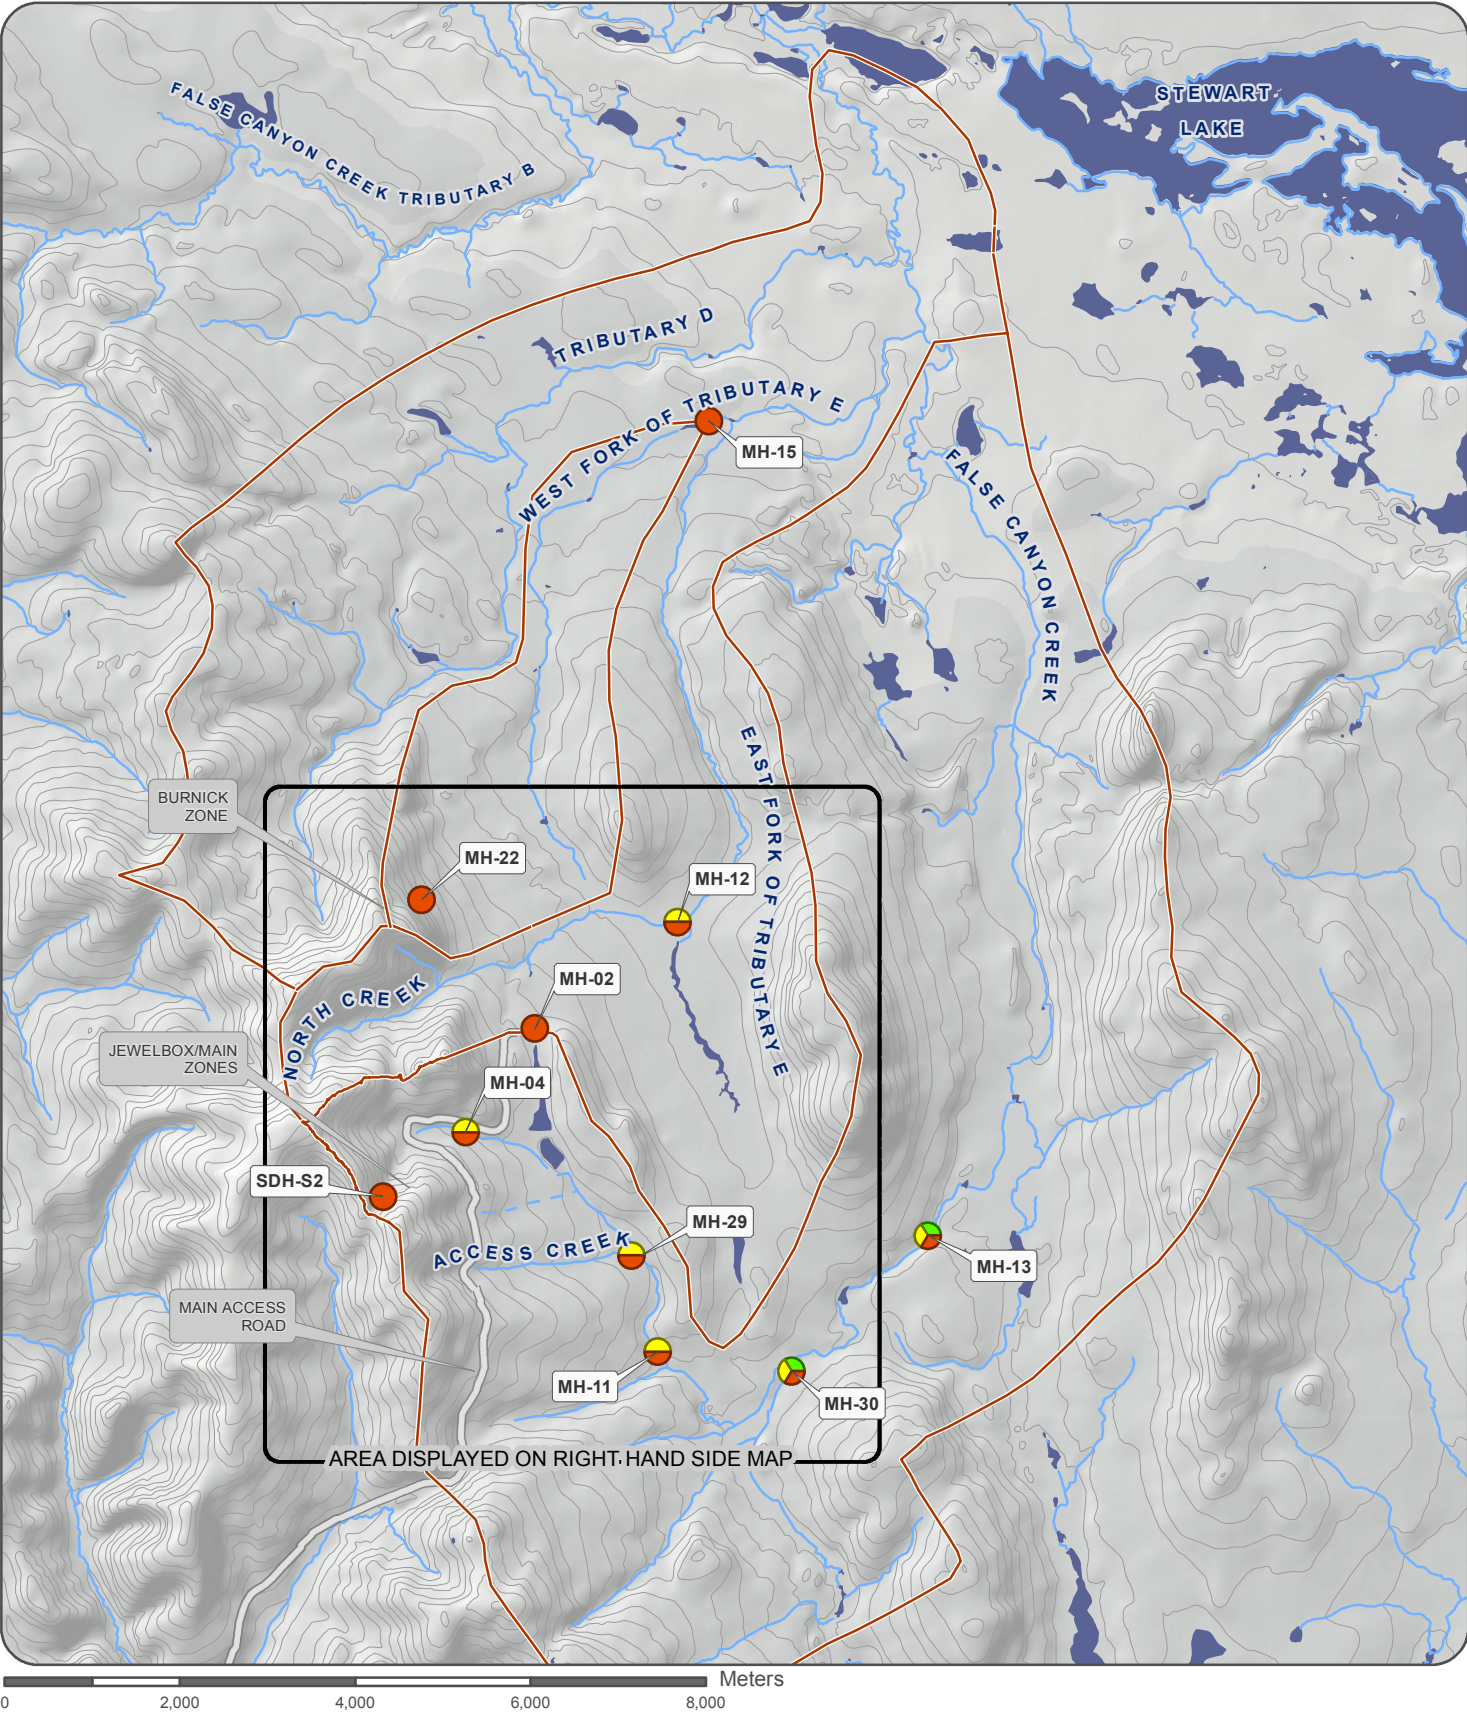 STEWART
LAKE
FALSE CANYON CREEK TRIBUTARY B
TRIBUTARY D
WEST FORK OF TRIBUTARY E
MH-15
FALSE CANYON CREEK
EAST FORK OF TRIBUTARY E
BURNICK
ZONE
MH-22
MH-12
MH-02
NORTH CREEK
JEWELBOX/MAIN
ZONES
MH-04
SDH-S2
MH-29
ACCESS CREEK
MH-13
MAIN ACCESS
ROAD
MH-11
MH-30
AREA DISPLAYED ON RIGHT HAND SIDE MAP
Meters
0 2,000 4,000 6,000 8,000